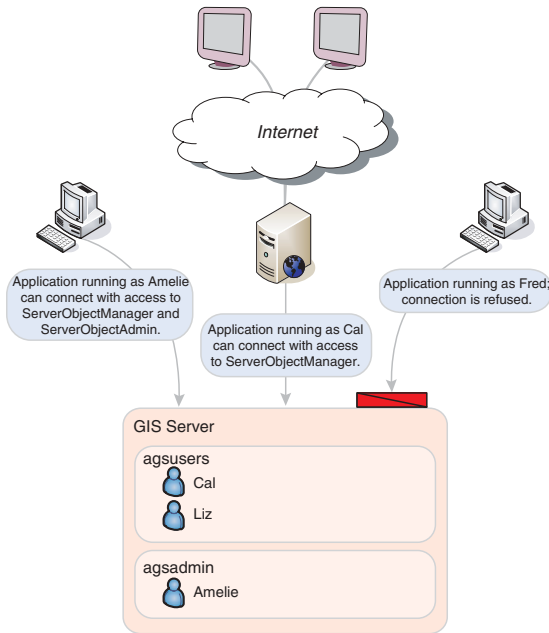 Internet
Application running as Amelie
can connect with access to
ServerObjectManager and
ServerObjectAdmin.
Application running as Cal
can connect with access
to ServerObjectManager.
Application running as Fred;
connection is refused.
GIS Server
agsusers
Cal
Liz
agsadmin
Amelie